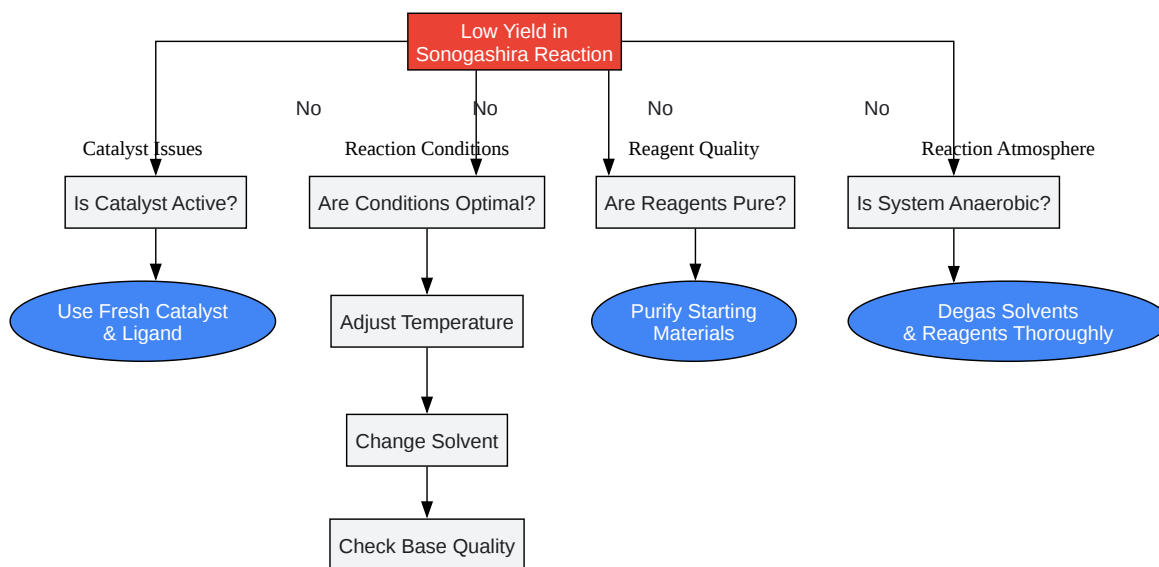 Low Yield in
Sonogashira Reaction
No
No
No
No
Catalyst Issues
Reaction Conditions
Reagent Quality
Reaction Atmosphere
Is Catalyst Active?
Are Conditions Optimal?
Are Reagents Pure?
Is System Anaerobic?
Use Fresh Catalyst
& Ligand
Adjust Temperature
Purify Starting
Materials
Degas Solvents
& Reagents Thoroughly
Change Solvent
Check Base Quality